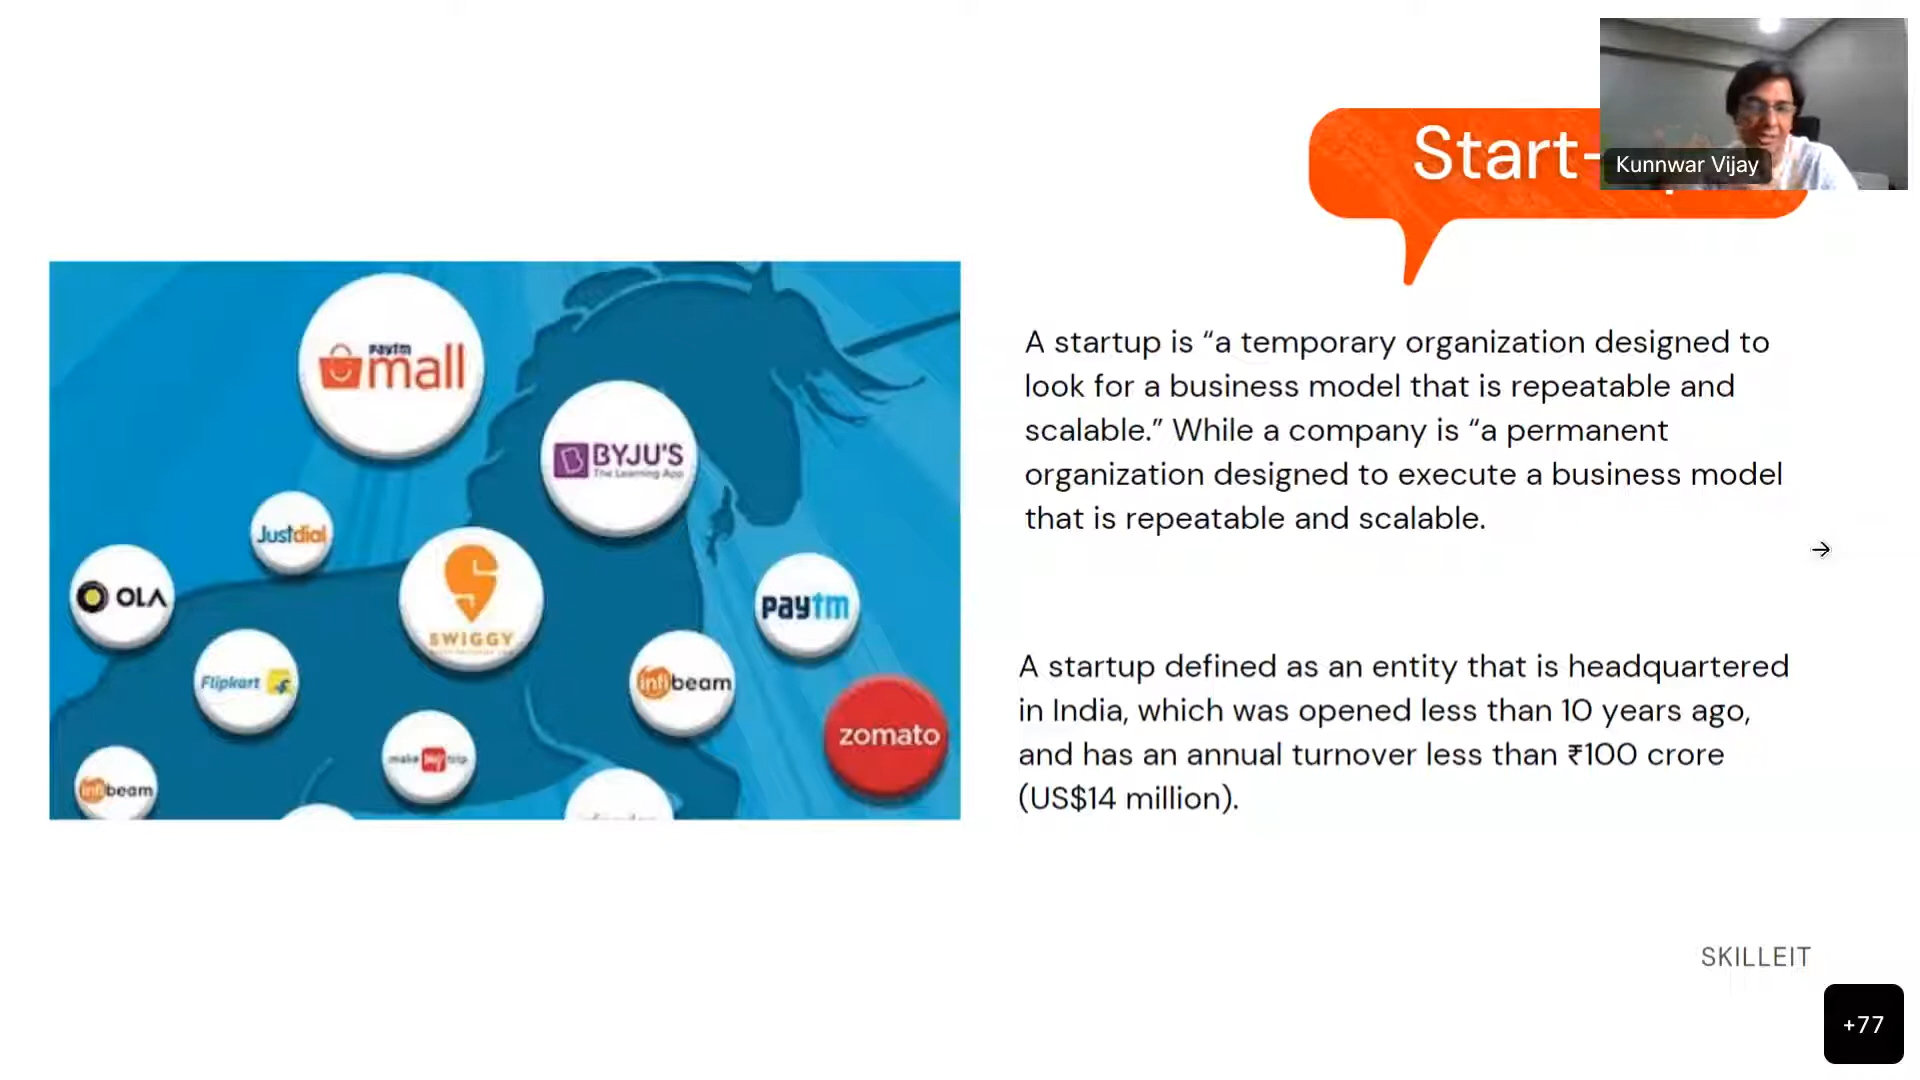 Start-
Kunnwar Vijay
paytm
mall
BYJU'S
The Learning App
Justdial
OLA
SWIGGY
paytm
Flipkart
infibeam
zomato
make my trip
infibeam
A startup is “a temporary organization designed to
look for a business model that is repeatable and
scalable.” While a company is “a permanent
organization designed to execute a business model
that is repeatable and scalable.
A startup defined as an entity that is headquartered
in India, which was opened less than 10 years ago,
and has an annual turnover less than ₹100 crore
(US$14 million).
SKILLEIT
+77